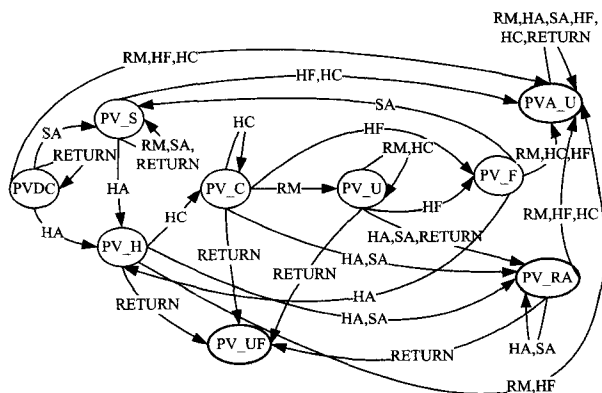 RM,HA,SA,HF,
HC,RETURN
RM,HF,HC
HF,HC
PVA_U
SA
PV_S
HC
HF
SA
RM,SA,
RETURN
RETURN
RM,HC
PV_F
RM,HC,HF
PVDC
PV_C
RM
PV_U
HA
HC
HF
RM,HF,HC
HA
HA,SA,RETURN
PV_H
RETURN
RETURN
HA,SA
PV_RA
HA
RETURN
HA,SA
PV_UF
RETURN
HA,SA
RM,HF